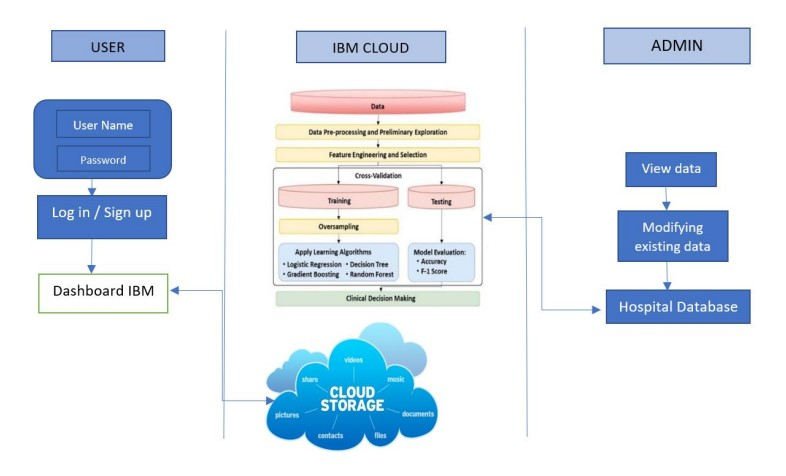 USER
User Name
Password
Log in / Sign up
Dashboard IBM
IBM CLOUD
Data
Data Pre-processing and Preliminary Exploration
Feature Engineering and Selection
Cross-Validation
Training
Testing
Oversampling
Apply Learning Algorithms
• Logistic Regression • Decision Tree
• Gradient Boosting • Random Forest
Model Evaluation:
• Accuracy
• F-1 Score
Clinical Decision Making
videos
share
music
CLOUD
STORAGE
pictures
documents
contacts
files
ADMIN
View data
Modifying
existing data
Hospital Database